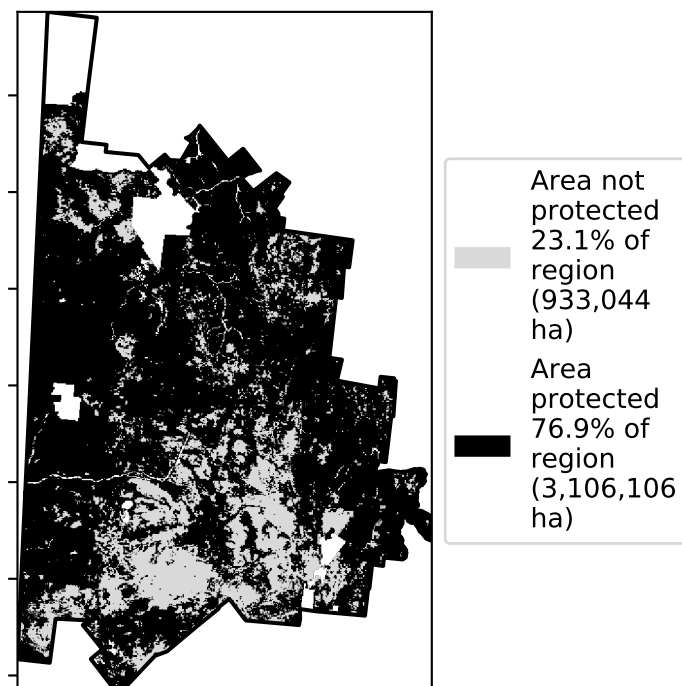 Area not
protected
23.1% of
region
(933,044
ha)
Area
protected
76.9% of
region
(3,106,106
ha)